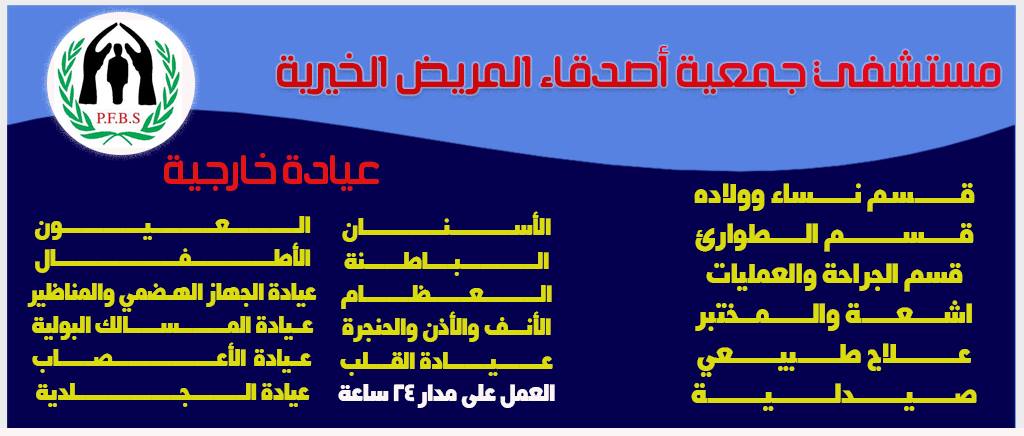 مستشفى جمعية أصدقاء المريض الخيرية
P.F.B.S
قسم نساء وولاده
قسم الطوارئ
قسم الجراحة والعمليات
اشعة والمختبر
علاج طبيعي
صيدلية
عيادة خارجية
الأسنان
الباطنة
العظام
الأنف والأذن والحنجرة
عيادة القلب
العمل على مدار ٢٤ ساعة
العيون
الأطفال
عيادة الجهاز الهضمي والمناظير
عيادة المسالك البولية
عيادة الأعصاب
عيادة الجلدية